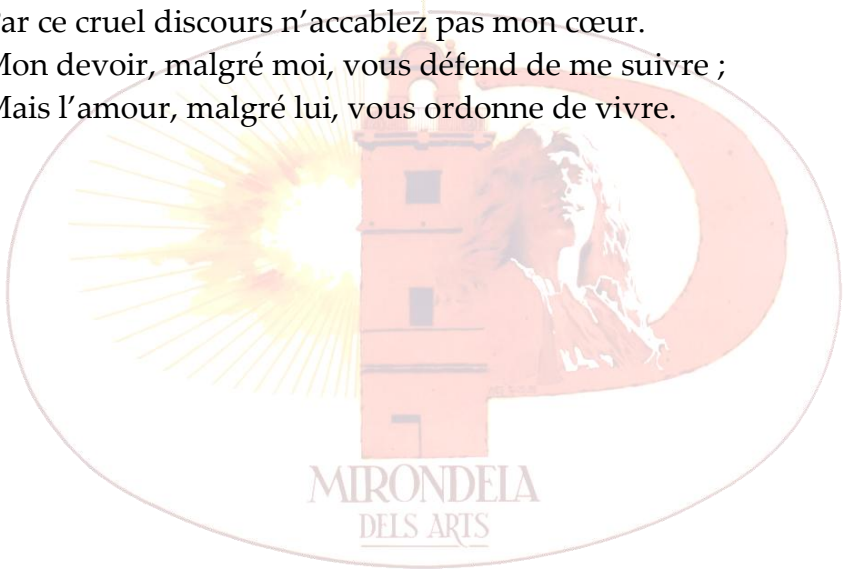 Par ce cruel discours n’accablez pas mon cœur.
Mon devoir, malgré moi, vous défend de me suivre ;
Mais l’amour, malgré lui, vous ordonne de vivre.
MIRONDELA
DELS ARTS